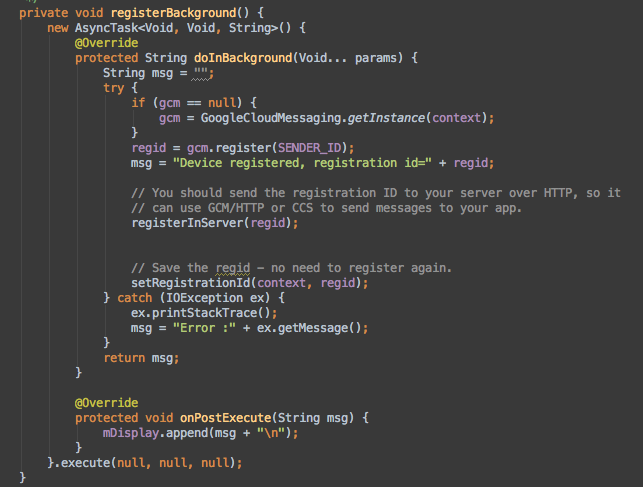 private void registerBackground() {
    new AsyncTask<Void, Void, String>() {
        @Override
        protected String doInBackground(Void... params) {
            String msg = "";
            try {
                if (gcm == null) {
                    gcm = GoogleCloudMessaging.getInstance(context);
                }
                regid = gcm.register(SENDER_ID);
                msg = "Device registered, registration id=" + regid;

                // You should send the registration ID to your server over HTTP, so it
                // can use GCM/HTTP or CCS to send messages to your app.
                registerInServer(regid);


                // Save the regid – no need to register again.
                setRegistrationId(context, regid);
            } catch (IOException ex) {
                ex.printStackTrace();
                msg = "Error :" + ex.getMessage();
            }
            return msg;
        }

        @Override
        protected void onPostExecute(String msg) {
            mDisplay.append(msg + "\n");
        }
    }.execute(null, null, null);
}